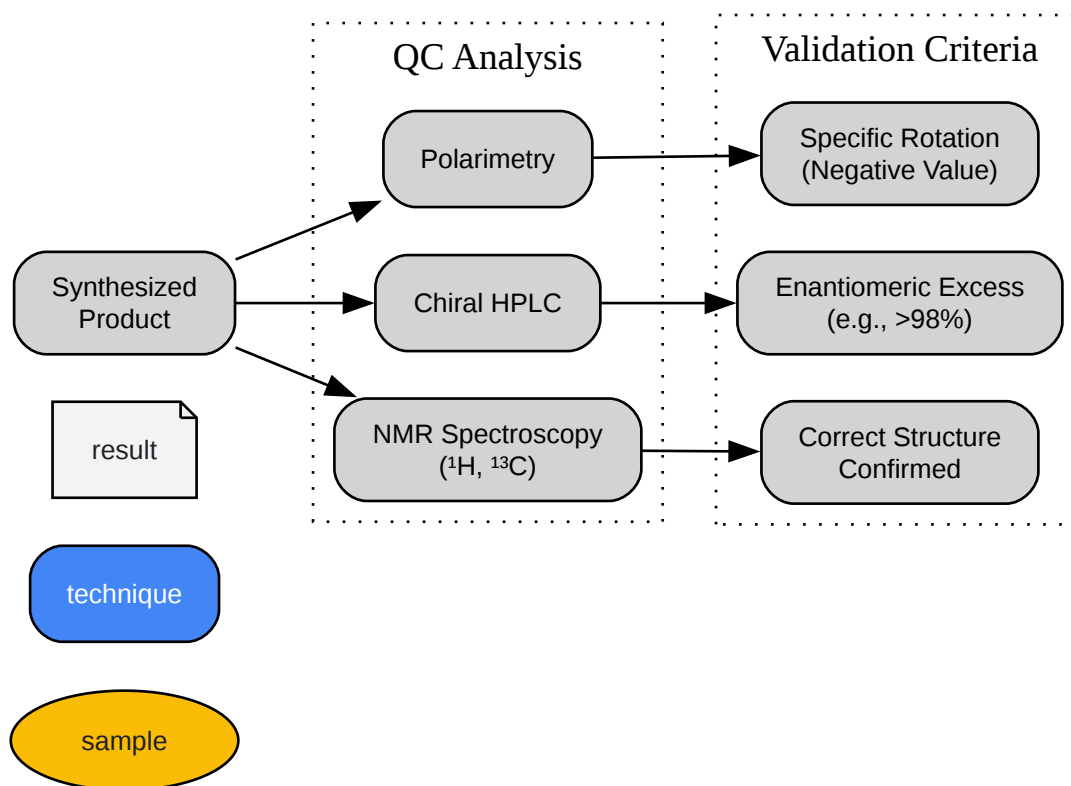 QC Analysis
Validation Criteria
Polarimetry
Specific Rotation
(Negative Value)
Synthesized
Product
Chiral HPLC
Enantiomeric Excess
(e.g., >98%)
NMR Spectroscopy
(¹H, ¹³C)
Correct Structure
Confirmed
result
technique
sample